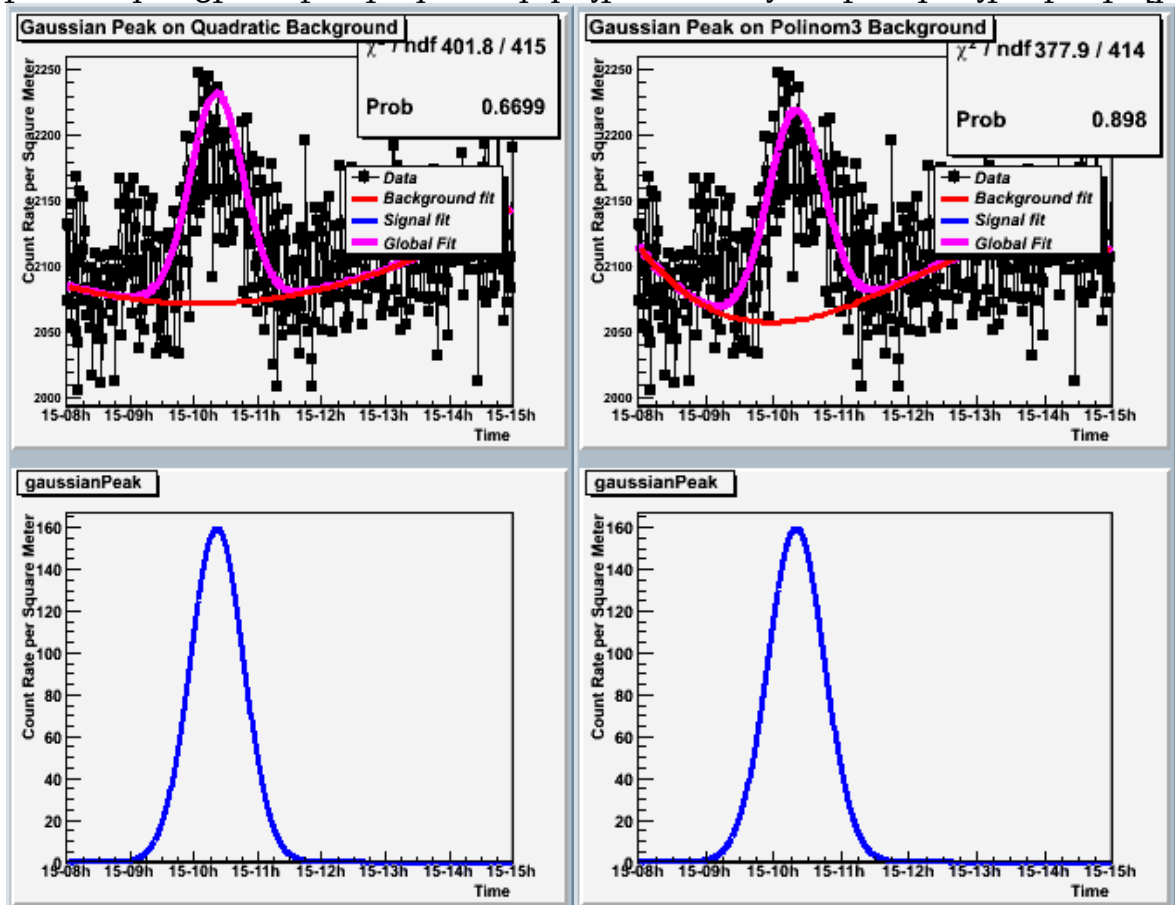 Gaussian Peak on Quadratic Background
χ² / ndf 401.8 / 415
Prob 0.6699
Count Rate per Sqaure Meter
2250
2200
2150
2100
2050
2000
Data
Background fit
Signal fit
Global Fit
15-08h 15-09h 15-10h 15-11h 15-12h 15-13h 15-14h 15-15h
Time
Gaussian Peak on Polinom3 Background
χ² / ndf 377.9 / 414
Prob 0.898
Count Rate per Sqaure Meter
2250
2200
2150
2100
2050
2000
Data
Background fit
Signal fit
Global Fit
15-08h 15-09h 15-10h 15-11h 15-12h 15-13h 15-14h 15-15h
Time
gaussianPeak
Count Rate per Square Meter
160
140
120
100
80
60
40
20
0
15-08h 15-09h 15-10h 15-11h 15-12h 15-13h 15-14h 15-15h
Time
gaussianPeak
Count Rate per Square Meter
160
140
120
100
80
60
40
20
0
15-08h 15-09h 15-10h 15-11h 15-12h 15-13h 15-14h 15-15h
Time